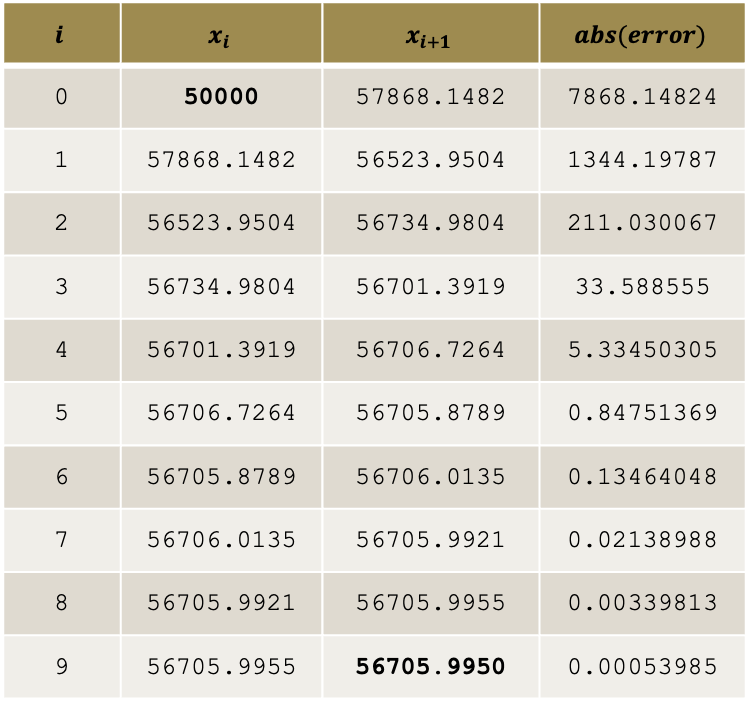 i xᵢ xᵢ₊₁ abs(error)
0 50000 57868.1482 7868.14824
1 57868.1482 56523.9504 1344.19787
2 56523.9504 56734.9804 211.030067
3 56734.9804 56701.3919 33.588555
4 56701.3919 56706.7264 5.33450305
5 56706.7264 56705.8789 0.84751369
6 56705.8789 56706.0135 0.13464048
7 56706.0135 56705.9921 0.02138988
8 56705.9921 56705.9955 0.00339813
9 56705.9955 56705.9950 0.00053985